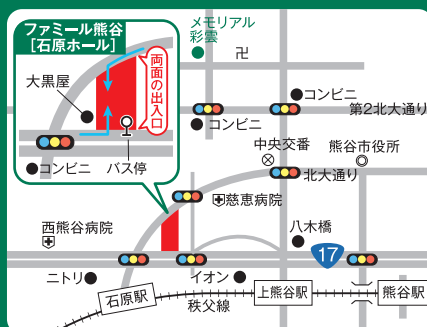 ファミール熊谷
[石原ホール]
大黒屋
両面の出入口
コンビニ
バス停
メモリアル
彩雲
卍
コンビニ
第2北大通り
コンビニ
中央交番
熊谷市役所
北大通り
慈恵病院
西熊谷病院
八木橋
17
ニトリ
イオン
石原駅
秩父線
上熊谷駅
熊谷駅